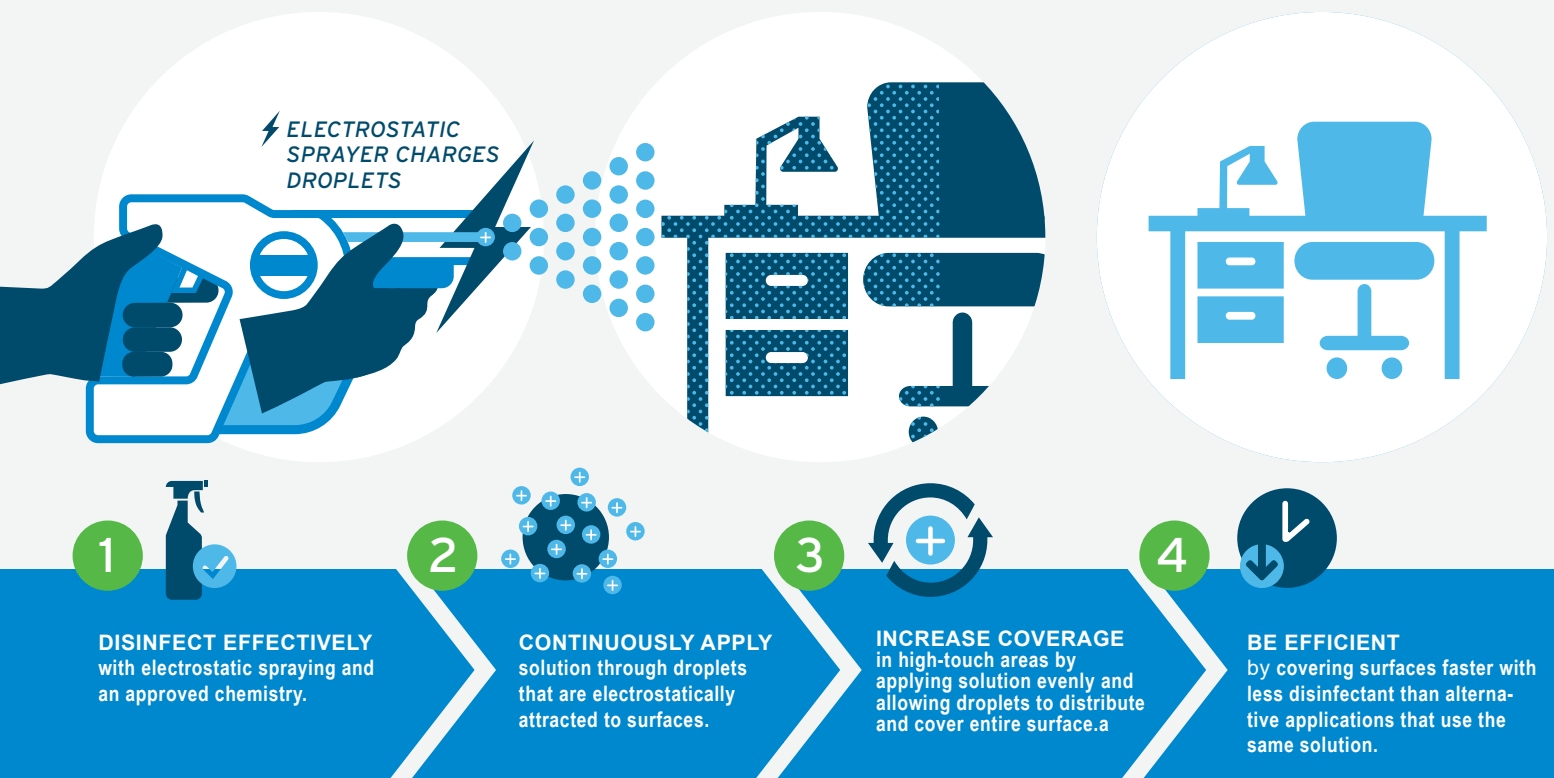 ELECTROSTATIC
SPRAYER CHARGES
DROPLETS
1
DISINFECT EFFECTIVELY
with electrostatic spraying and
an approved chemistry.
2
CONTINUOUSLY APPLY
solution through droplets
that are electrostatically
attracted to surfaces.
3
INCREASE COVERAGE
in high-touch areas by
applying solution evenly and
allowing droplets to distribute
and cover entire surface.a
4
BE EFFICIENT
by covering surfaces faster with
less disinfectant than alterna-
tive applications that use the
same solution.